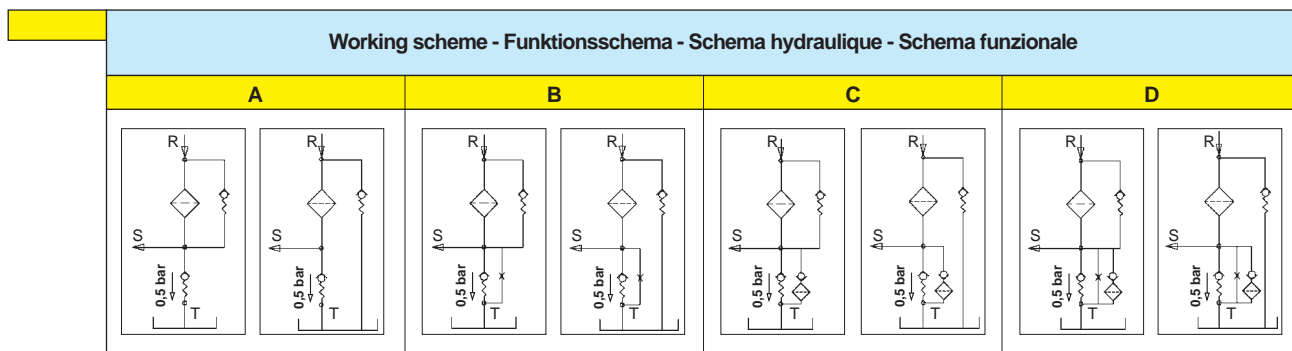 Working scheme - Funktionsschema - Schema hydraulique - Schema funzionale
A B C D
R R R R R R R R
S S S S S S S S
0,5 bar 0,5 bar 0,5 bar 0,5 bar 0,5 bar 0,5 bar 0,5 bar 0,5 bar
T T T T T T T T